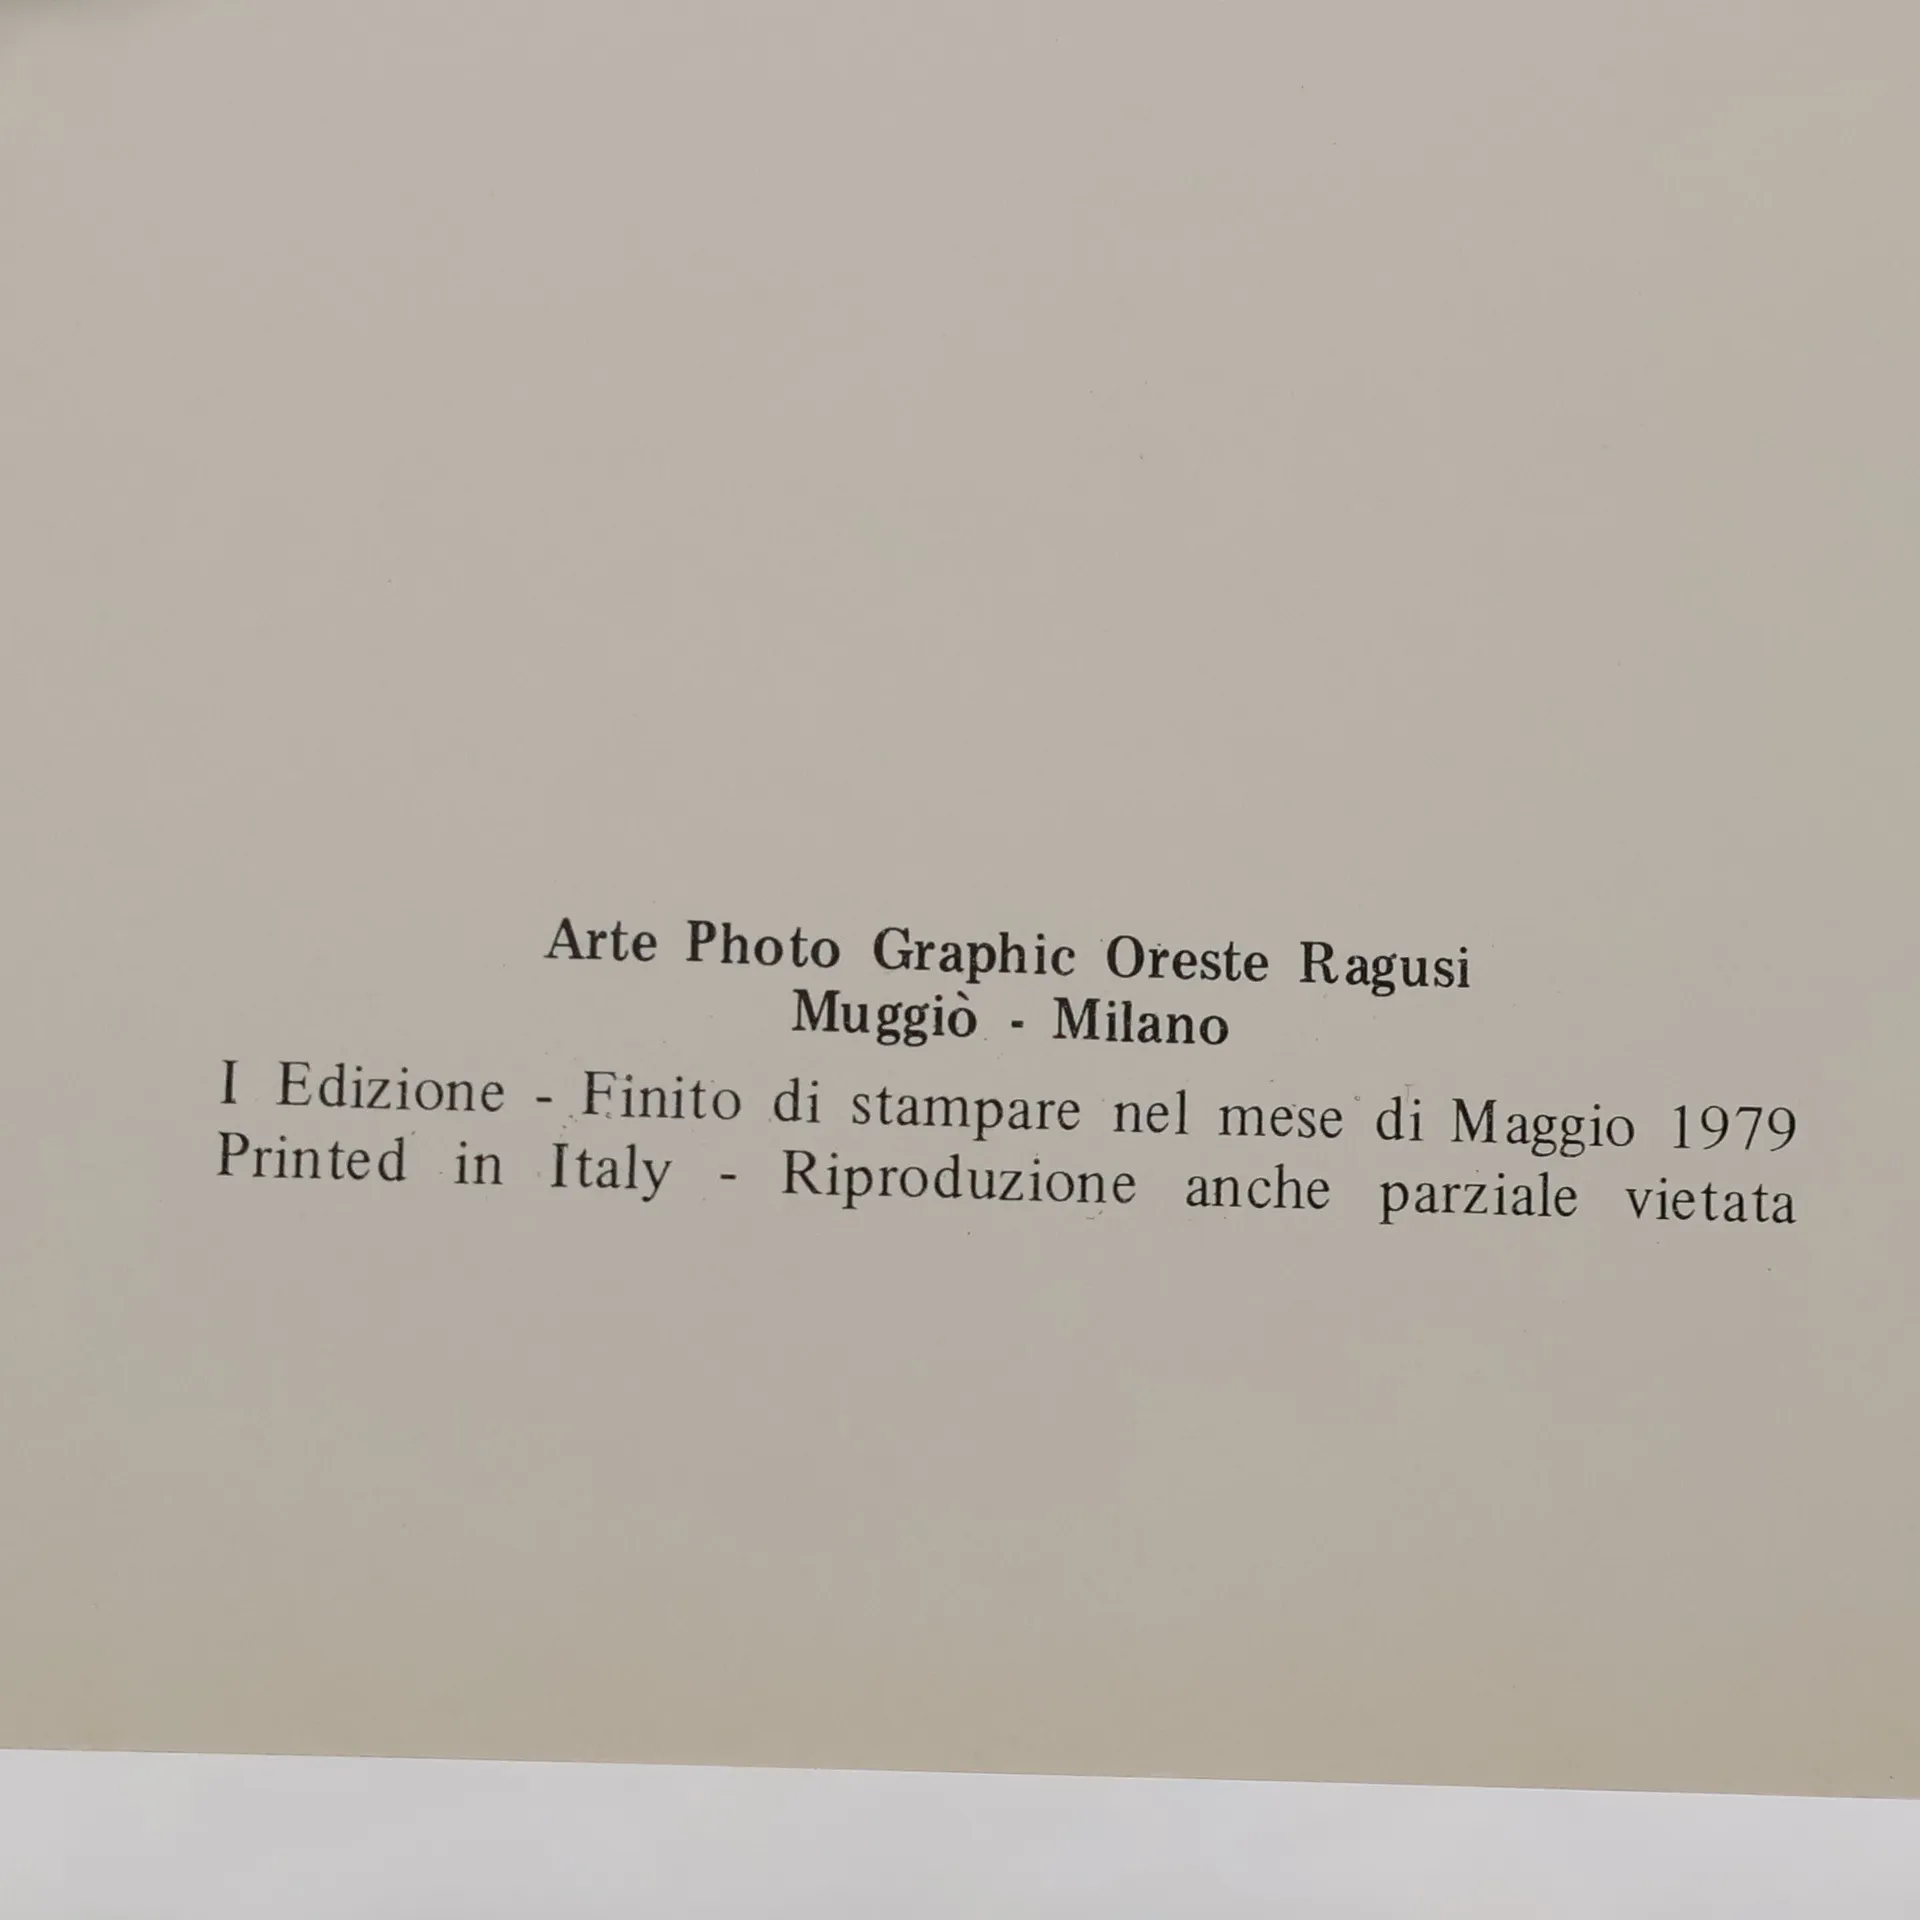 Arte Photo Graphic Oreste Ragusi
Muggiò - Milano
I Edizione - Finito di stampare nel mese di Maggio 1979
Printed in Italy - Riproduzione anche parziale vietata